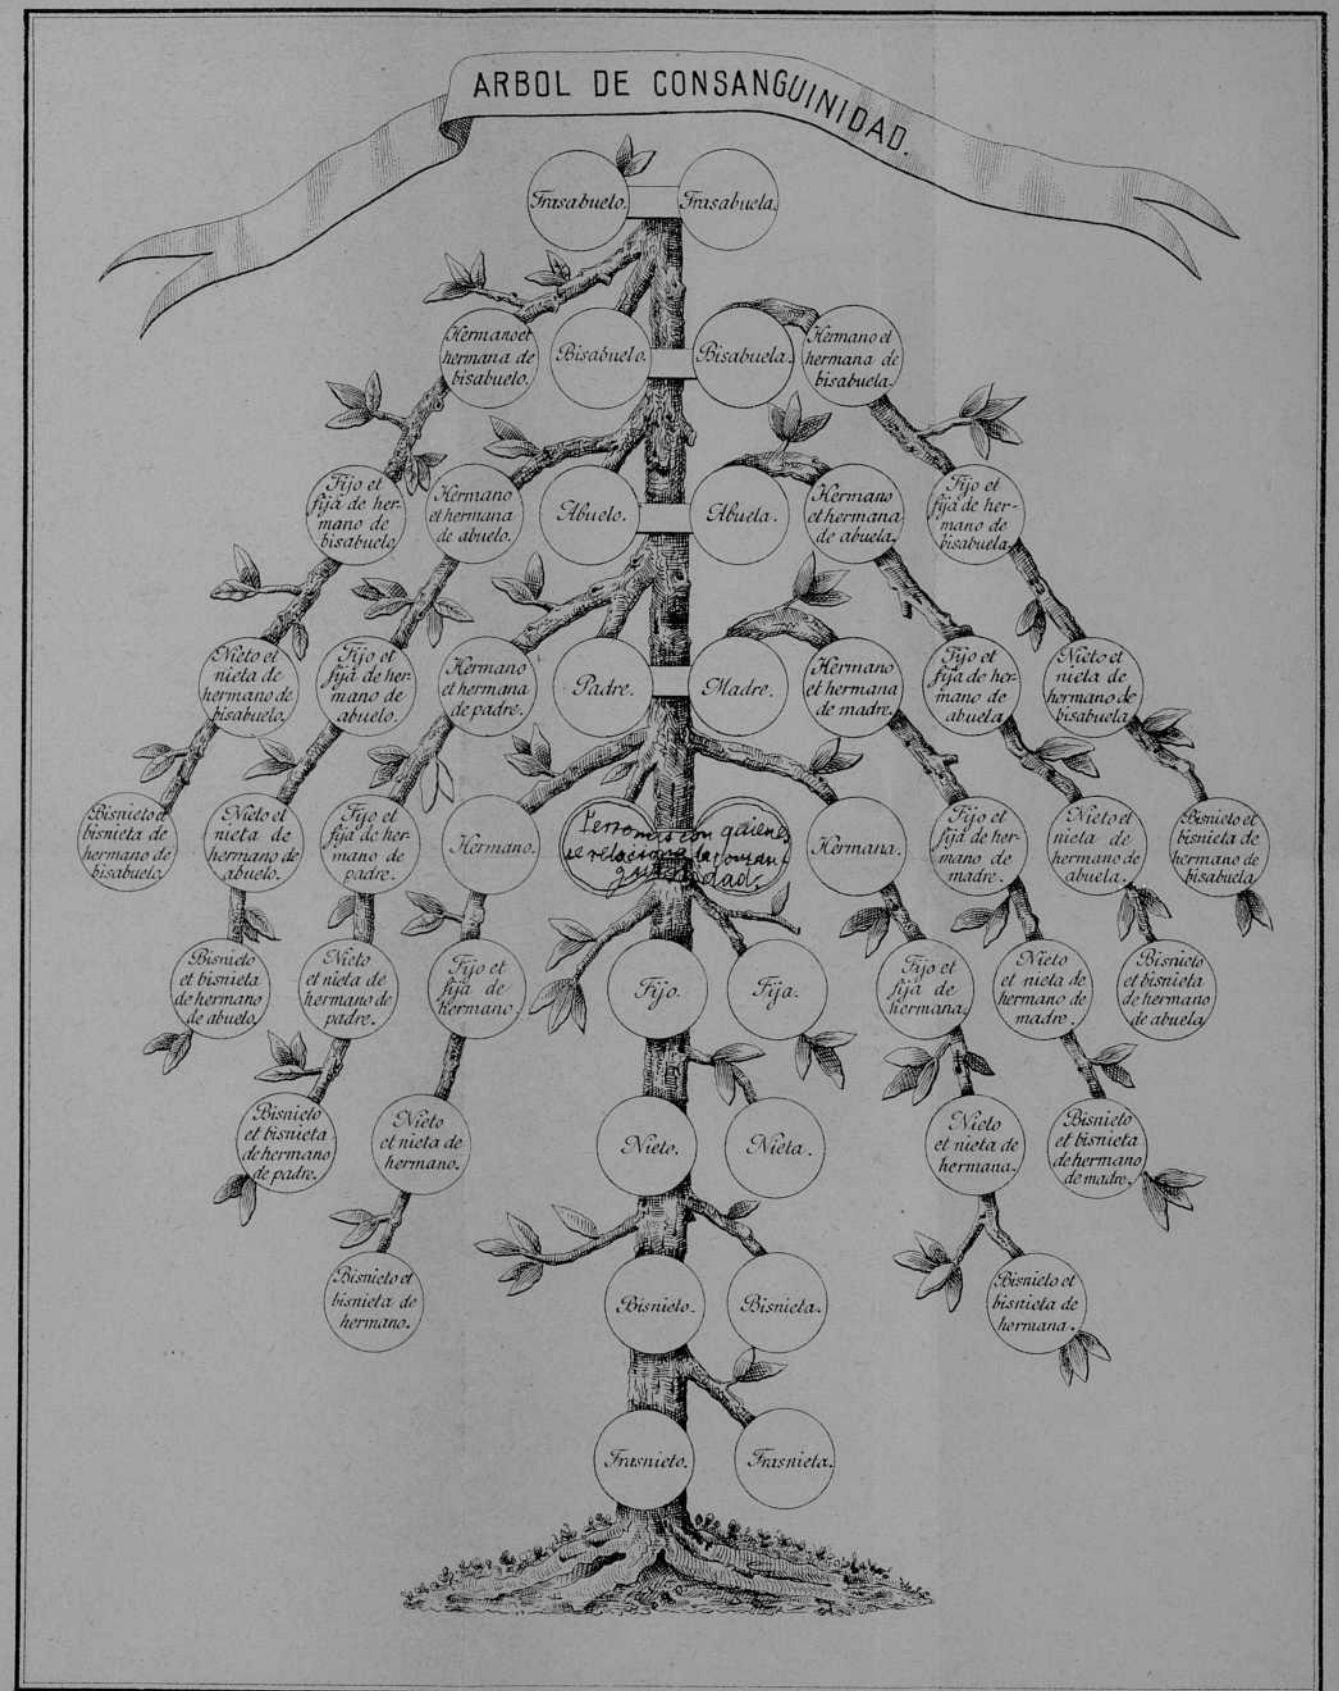 ARBOL DE CONSANGUINIDAD.
Trasabuelo.
Trasabuela.
Hermano et
hermana de
bisabuelo.
Bisabuelo.
Bisabuela.
Hermano et
hermana de
bisabuela.
Fijo et
fija de her-
mano de
bisabuelo.
Hermano
et hermana
de abuelo.
Abuelo.
Abuela.
Hermano
et hermana
de abuela.
Fijo et
fija de her-
mano de
bisabuela.
Nieto et
nieta de
hermano de
bisabuelo.
Fijo et
fija de her-
mano de
abuelo.
Hermano
et hermana
de padre.
Padre.
Madre.
Hermano
et hermana
de madre.
Fijo et
fija de her-
mano de
abuela
Nieto et
nieta de
hermano de
bisabuela
Bisnieto et
bisnieta de
hermano de
bisabuelo.
Nieto et
nieta de
hermano de
abuelo.
Fijo et
fija de her-
mano de
padre.
Hermano.
Personas con quienes
se relaciona la consan-
guinidad.
Hermana.
Fijo et
fija de her-
mano de
madre.
Nieto et
nieta de
hermano de
abuela.
Bisnieto et
bisnieta de
hermano de
bisabuela
Bisnieto
et bisnieta
de hermano
de abuelo.
Nieto
et nieta de
hermano de
padre.
Fijo et
fija de
hermano.
Fijo.
Fija.
Fijo et
fija de
hermana.
Nieto
et nieta de
hermano de
madre.
Bisnieto
et bisnieta
de hermano
de abuela
Bisnieto
et bisnieta
de hermano
de padre.
Nieto
et nieta de
hermano.
Nieto.
Nieta.
Nieto
et nieta de
hermana.
Bisnieto
et bisnieta
de hermano
de madre.
Bisnieto et
bisnieta de
hermano.
Bisnieto.
Bisnieta.
Bisnieto et
bisnieta de
hermana.
Trasnieto.
Trasnieta.